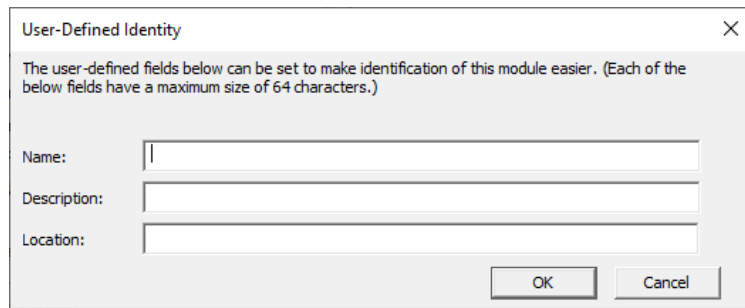 User-Defined Identity
The user-defined fields below can be set to make identification of this module easier. (Each of the
below fields have a maximum size of 64 characters.)
Name:
Description:
Location:
OK Cancel